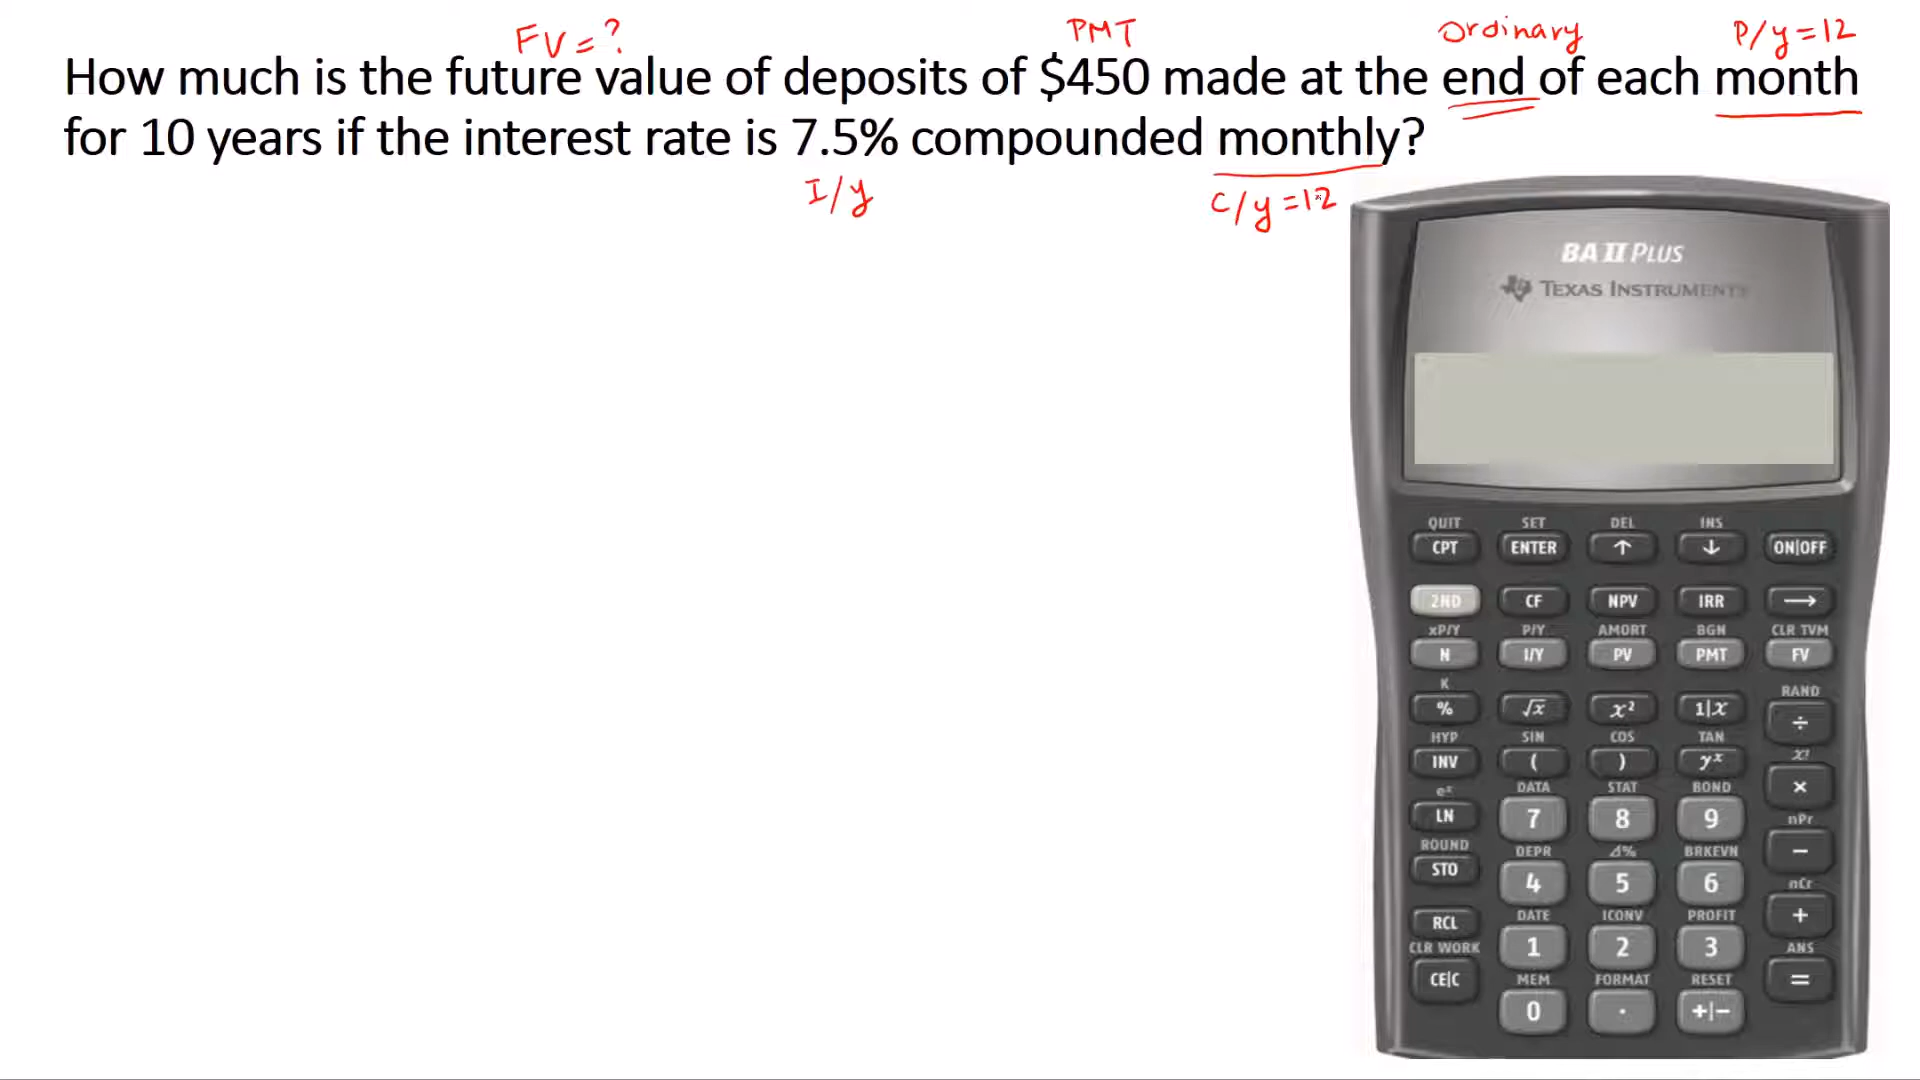 FV=? PMT Ordinary P/y=12
How much is the future value of deposits of $450 made at the end of each month
for 10 years if the interest rate is 7.5% compounded monthly?
I/y C/y=12
BA II PLUS
TEXAS INSTRUMENTS
QUIT SET DEL INS
CPT ENTER ↑ ↓ ON|OFF
2ND CF NPV IRR →
xP/Y P/Y AMORT BGN CLR TVM
N I/Y PV PMT FV
K RAND
% √x x² 1|x ÷
HYP SIN COS TAN x!
INV ( ) yˣ ×
eˣ DATA STAT BOND nPr
LN 7 8 9 −
ROUND DEPR Δ% BRKEVN nCr
STO 4 5 6 +
DATE ICONV PROFIT
RCL 1 2 3
CLR WORK MEM FORMAT RESET ANS
CE|C 0 . +|− =